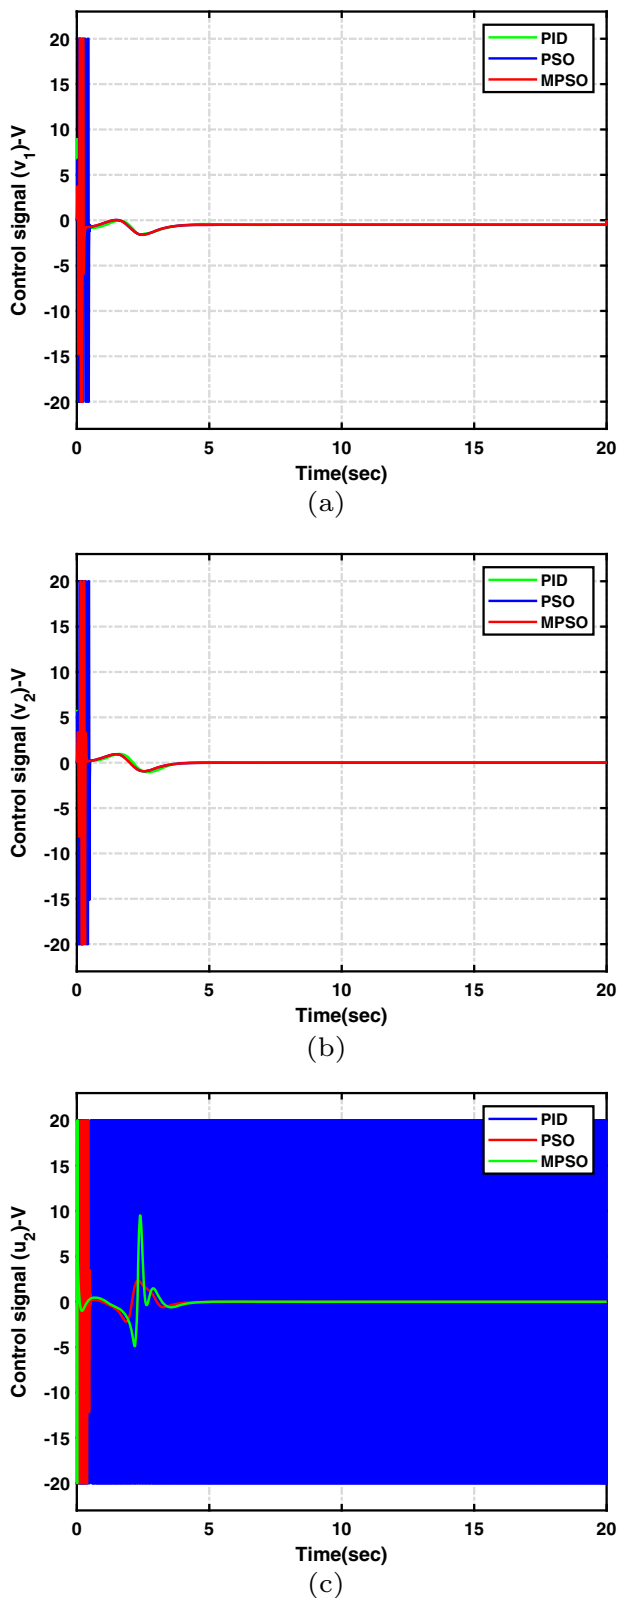 20
15
10
5
0
-5
-10
-15
-20
Control signal (v1)-V
PID
PSO
MPSO
0 5 10 15 20
Time(sec)
(a)
20
15
10
5
0
-5
-10
-15
-20
Control signal (v2)-V
PID
PSO
MPSO
0 5 10 15 20
Time(sec)
(b)
20
15
10
5
0
-5
-10
-15
-20
Control signal (u2)-V
PID
PSO
MPSO
0 5 10 15 20
Time(sec)
(c)